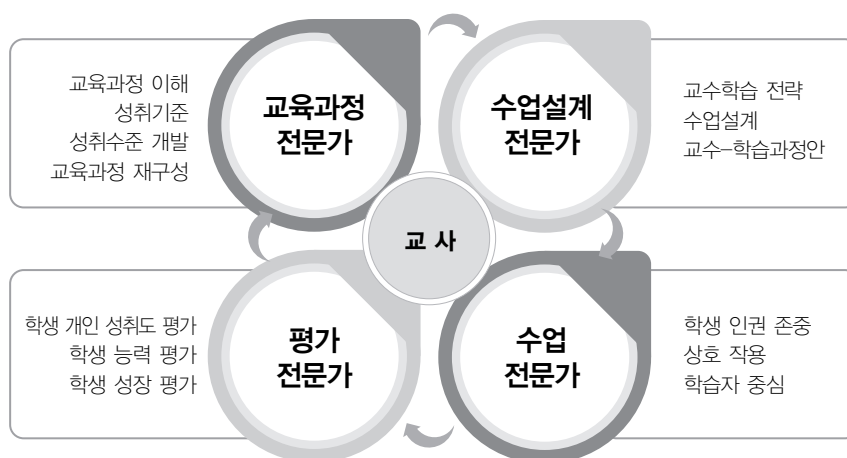 교육과정 이해
성취기준
성취수준 개발
교육과정 재구성
교육과정
전문가
수업설계
전문가
교수학습 전략
수업설계
교수–학습과정안
교 사
학생 개인 성취도 평가
학생 능력 평가
학생 성장 평가
평가
전문가
수업
전문가
학생 인권 존중
상호 작용
학습자 중심